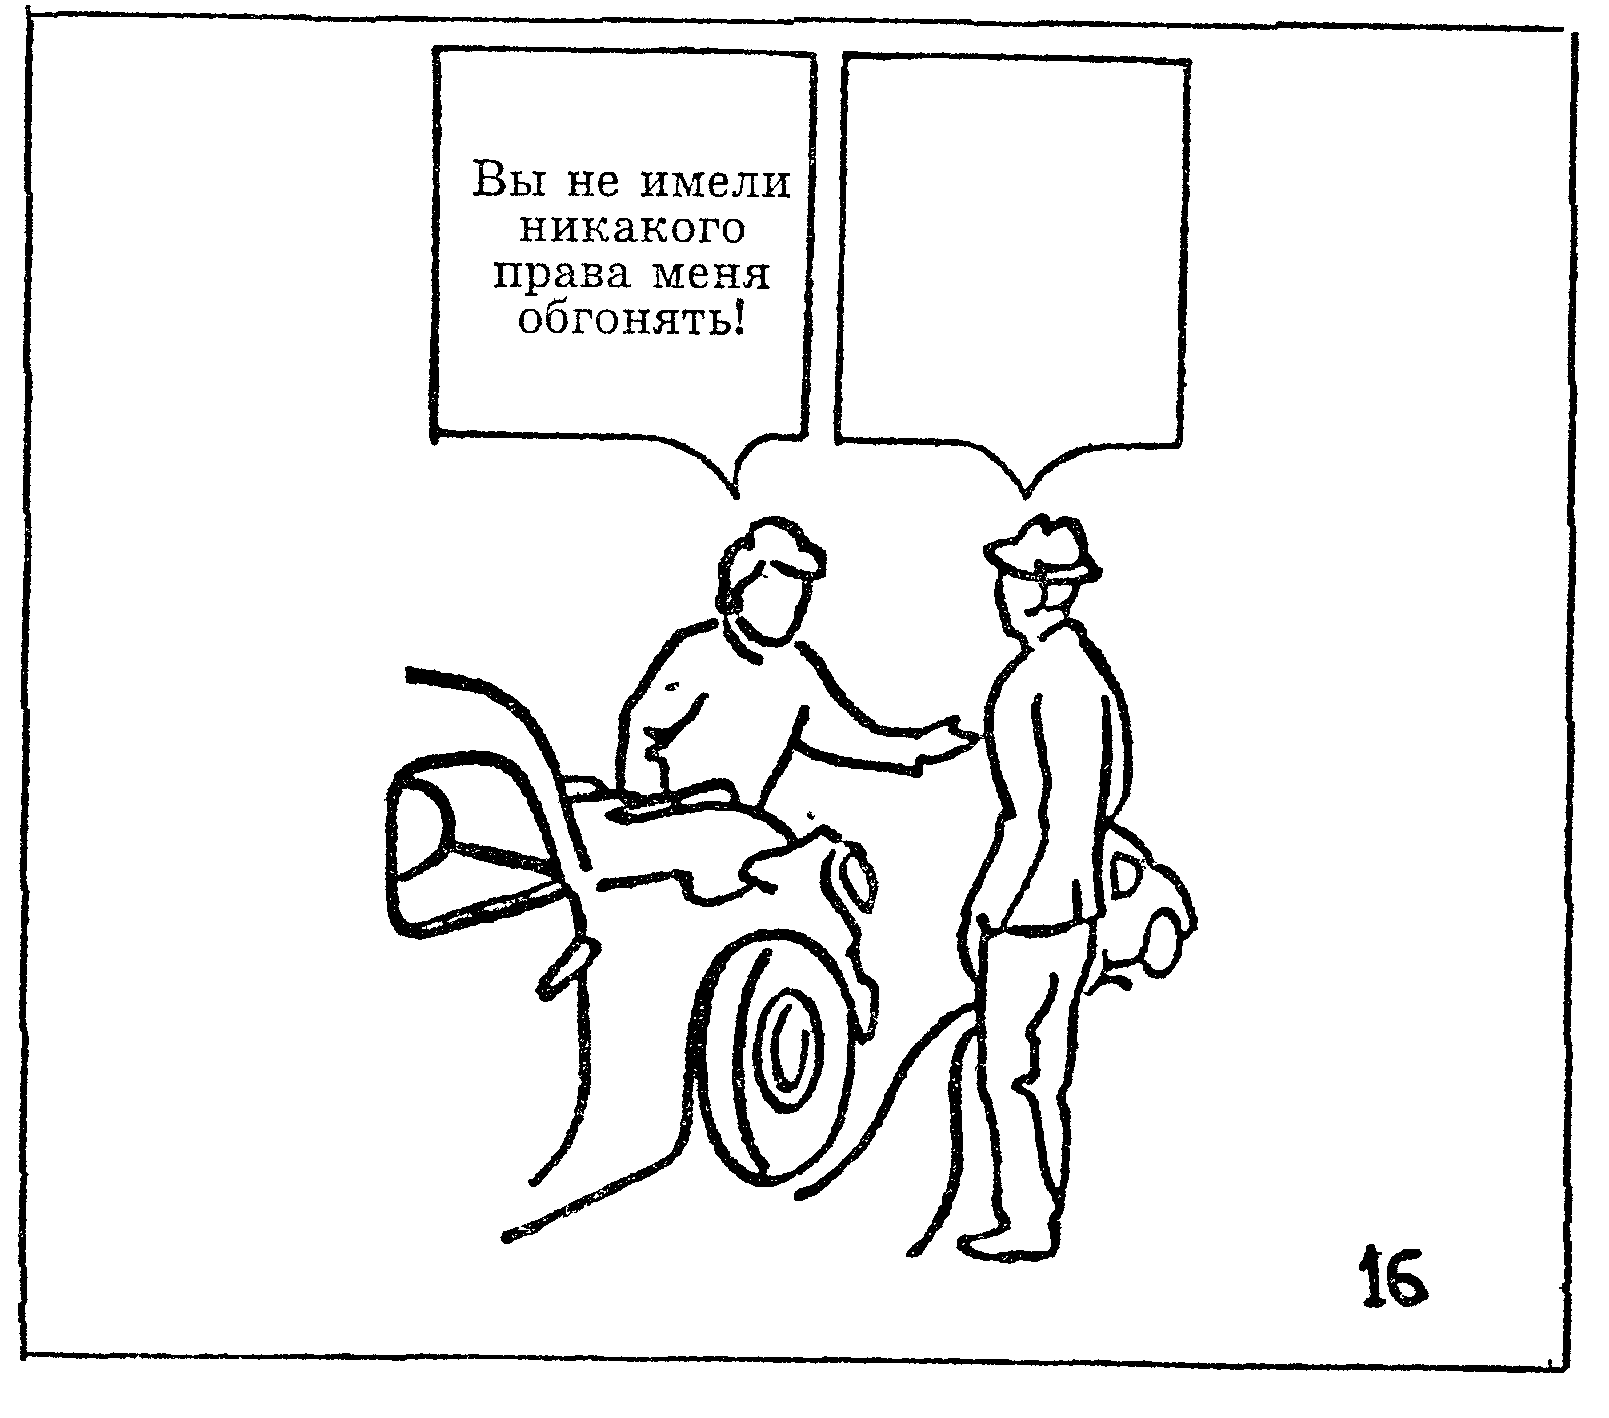 Вы не имели
никакого
права меня
обгонять!
16